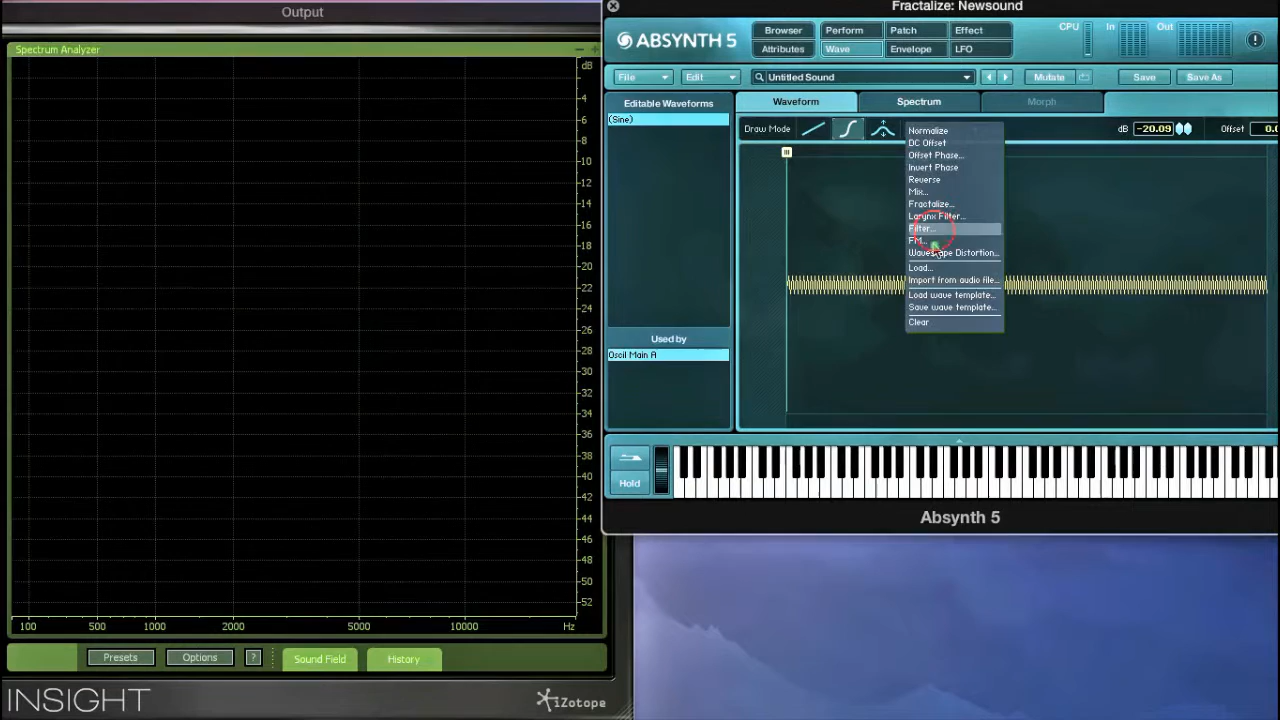 Output
Spectrum Analyzer
dB
4
6
8
10
12
14
16
18
20
22
24
26
28
30
32
34
36
38
40
42
44
46
48
50
52
100 500 1000 2000 5000 10000 Hz
Presets Options ? Sound Field History
INSIGHT iZotope
Fractalize: Newsound
ABSYNTH 5
Browser Perform Patch Effect
Attributes Wave Envelope LFO
CPU In Out
File Edit Untitled Sound Mutate Save Save As
Editable Waveforms
(Sine)
Waveform Spectrum Morph
Draw Mode dB -20.09 Offset 0.
Normalize
DC Offset
Offset Phase...
Invert Phase
Reverse
Mix...
Fractalize...
Larynx Filter...
Filter...
FM...
Waveshape Distortion...
Load...
Import from audio file...
Load wave template...
Save wave template...
Clear
Used by
Oscil Main A
Hold
Absynth 5